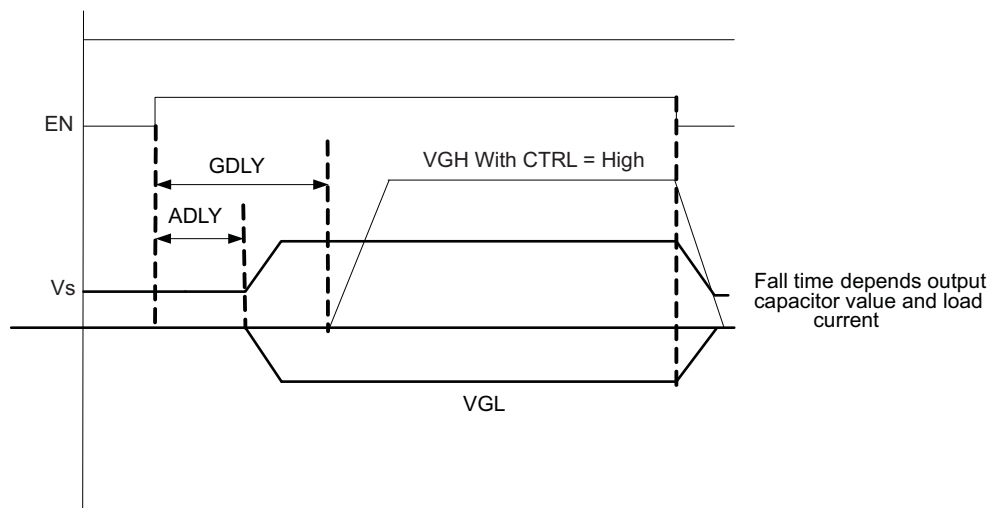 EN
GDLY
VGH With CTRL = High
ADLY
Vs
Fall time depends output
capacitor value and load
current
VGL